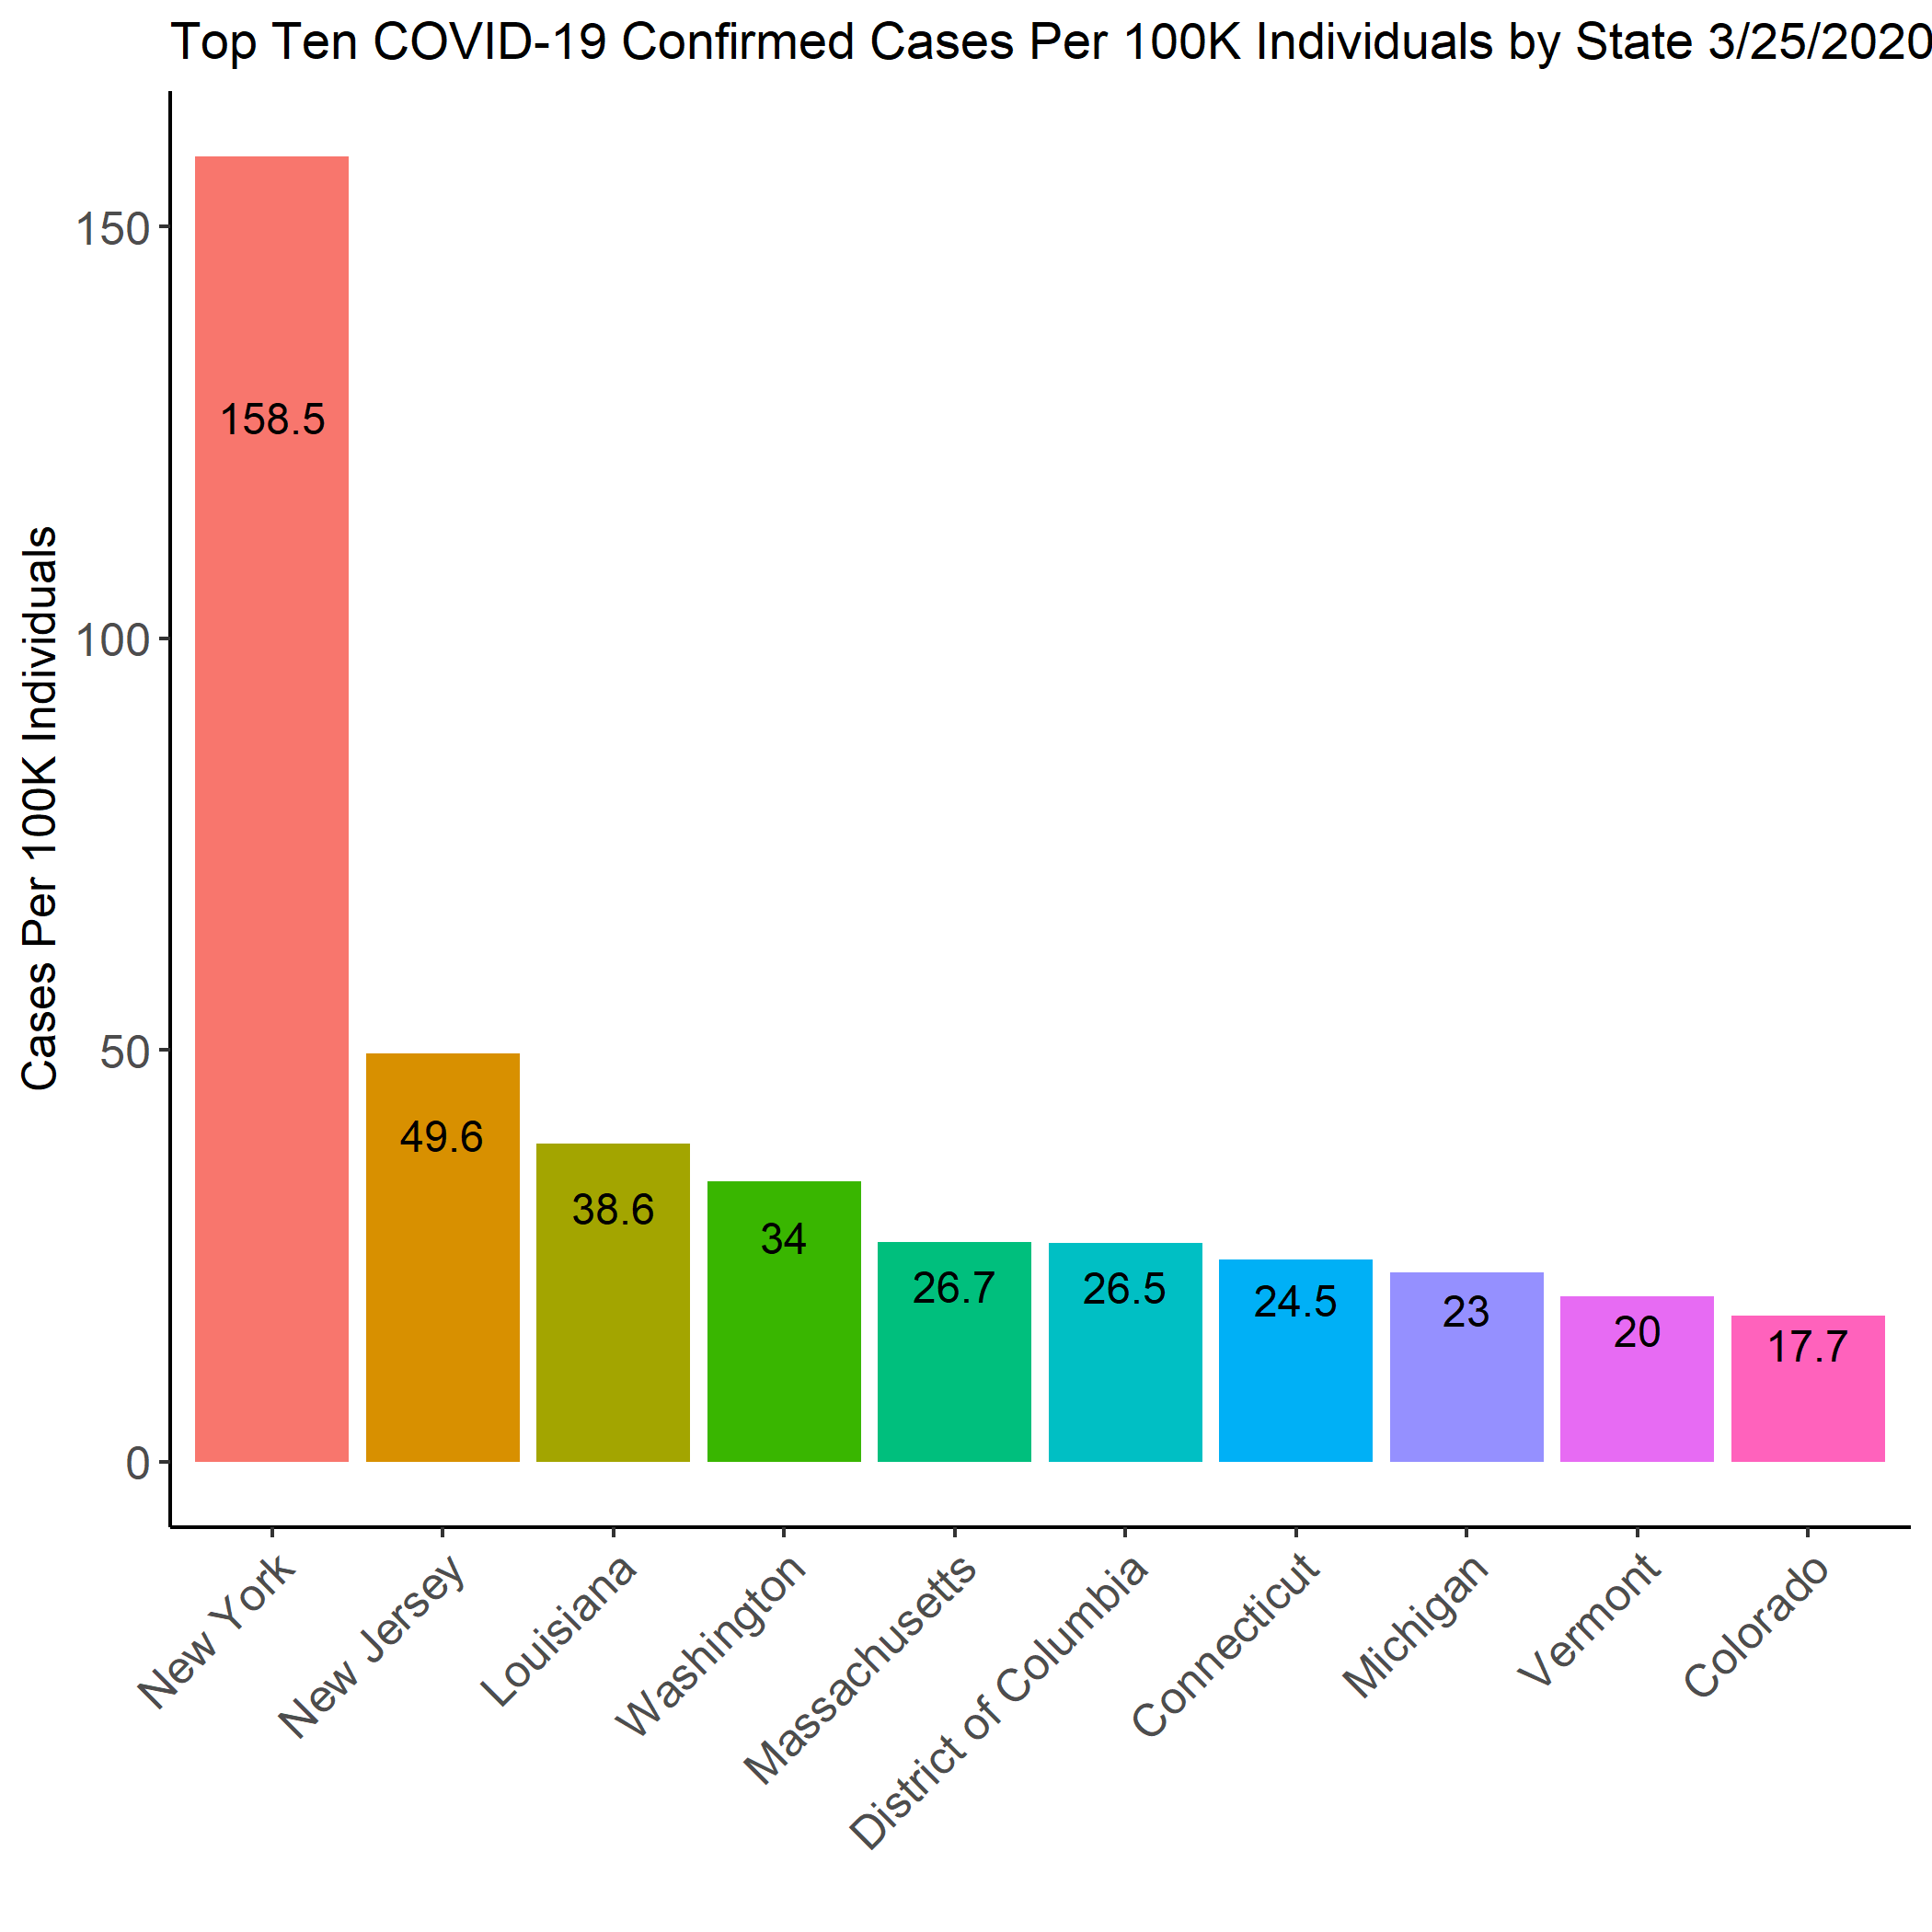 Top Ten COVID-19 Confirmed Cases Per 100K Individuals by State 3/25/2020
Cases Per 100K Individuals
150
100
50
0
158.5
49.6
38.6
34
26.7
26.5
24.5
23
20
17.7
New York
New Jersey
Louisiana
Washington
Massachusetts
District of Columbia
Connecticut
Michigan
Vermont
Colorado